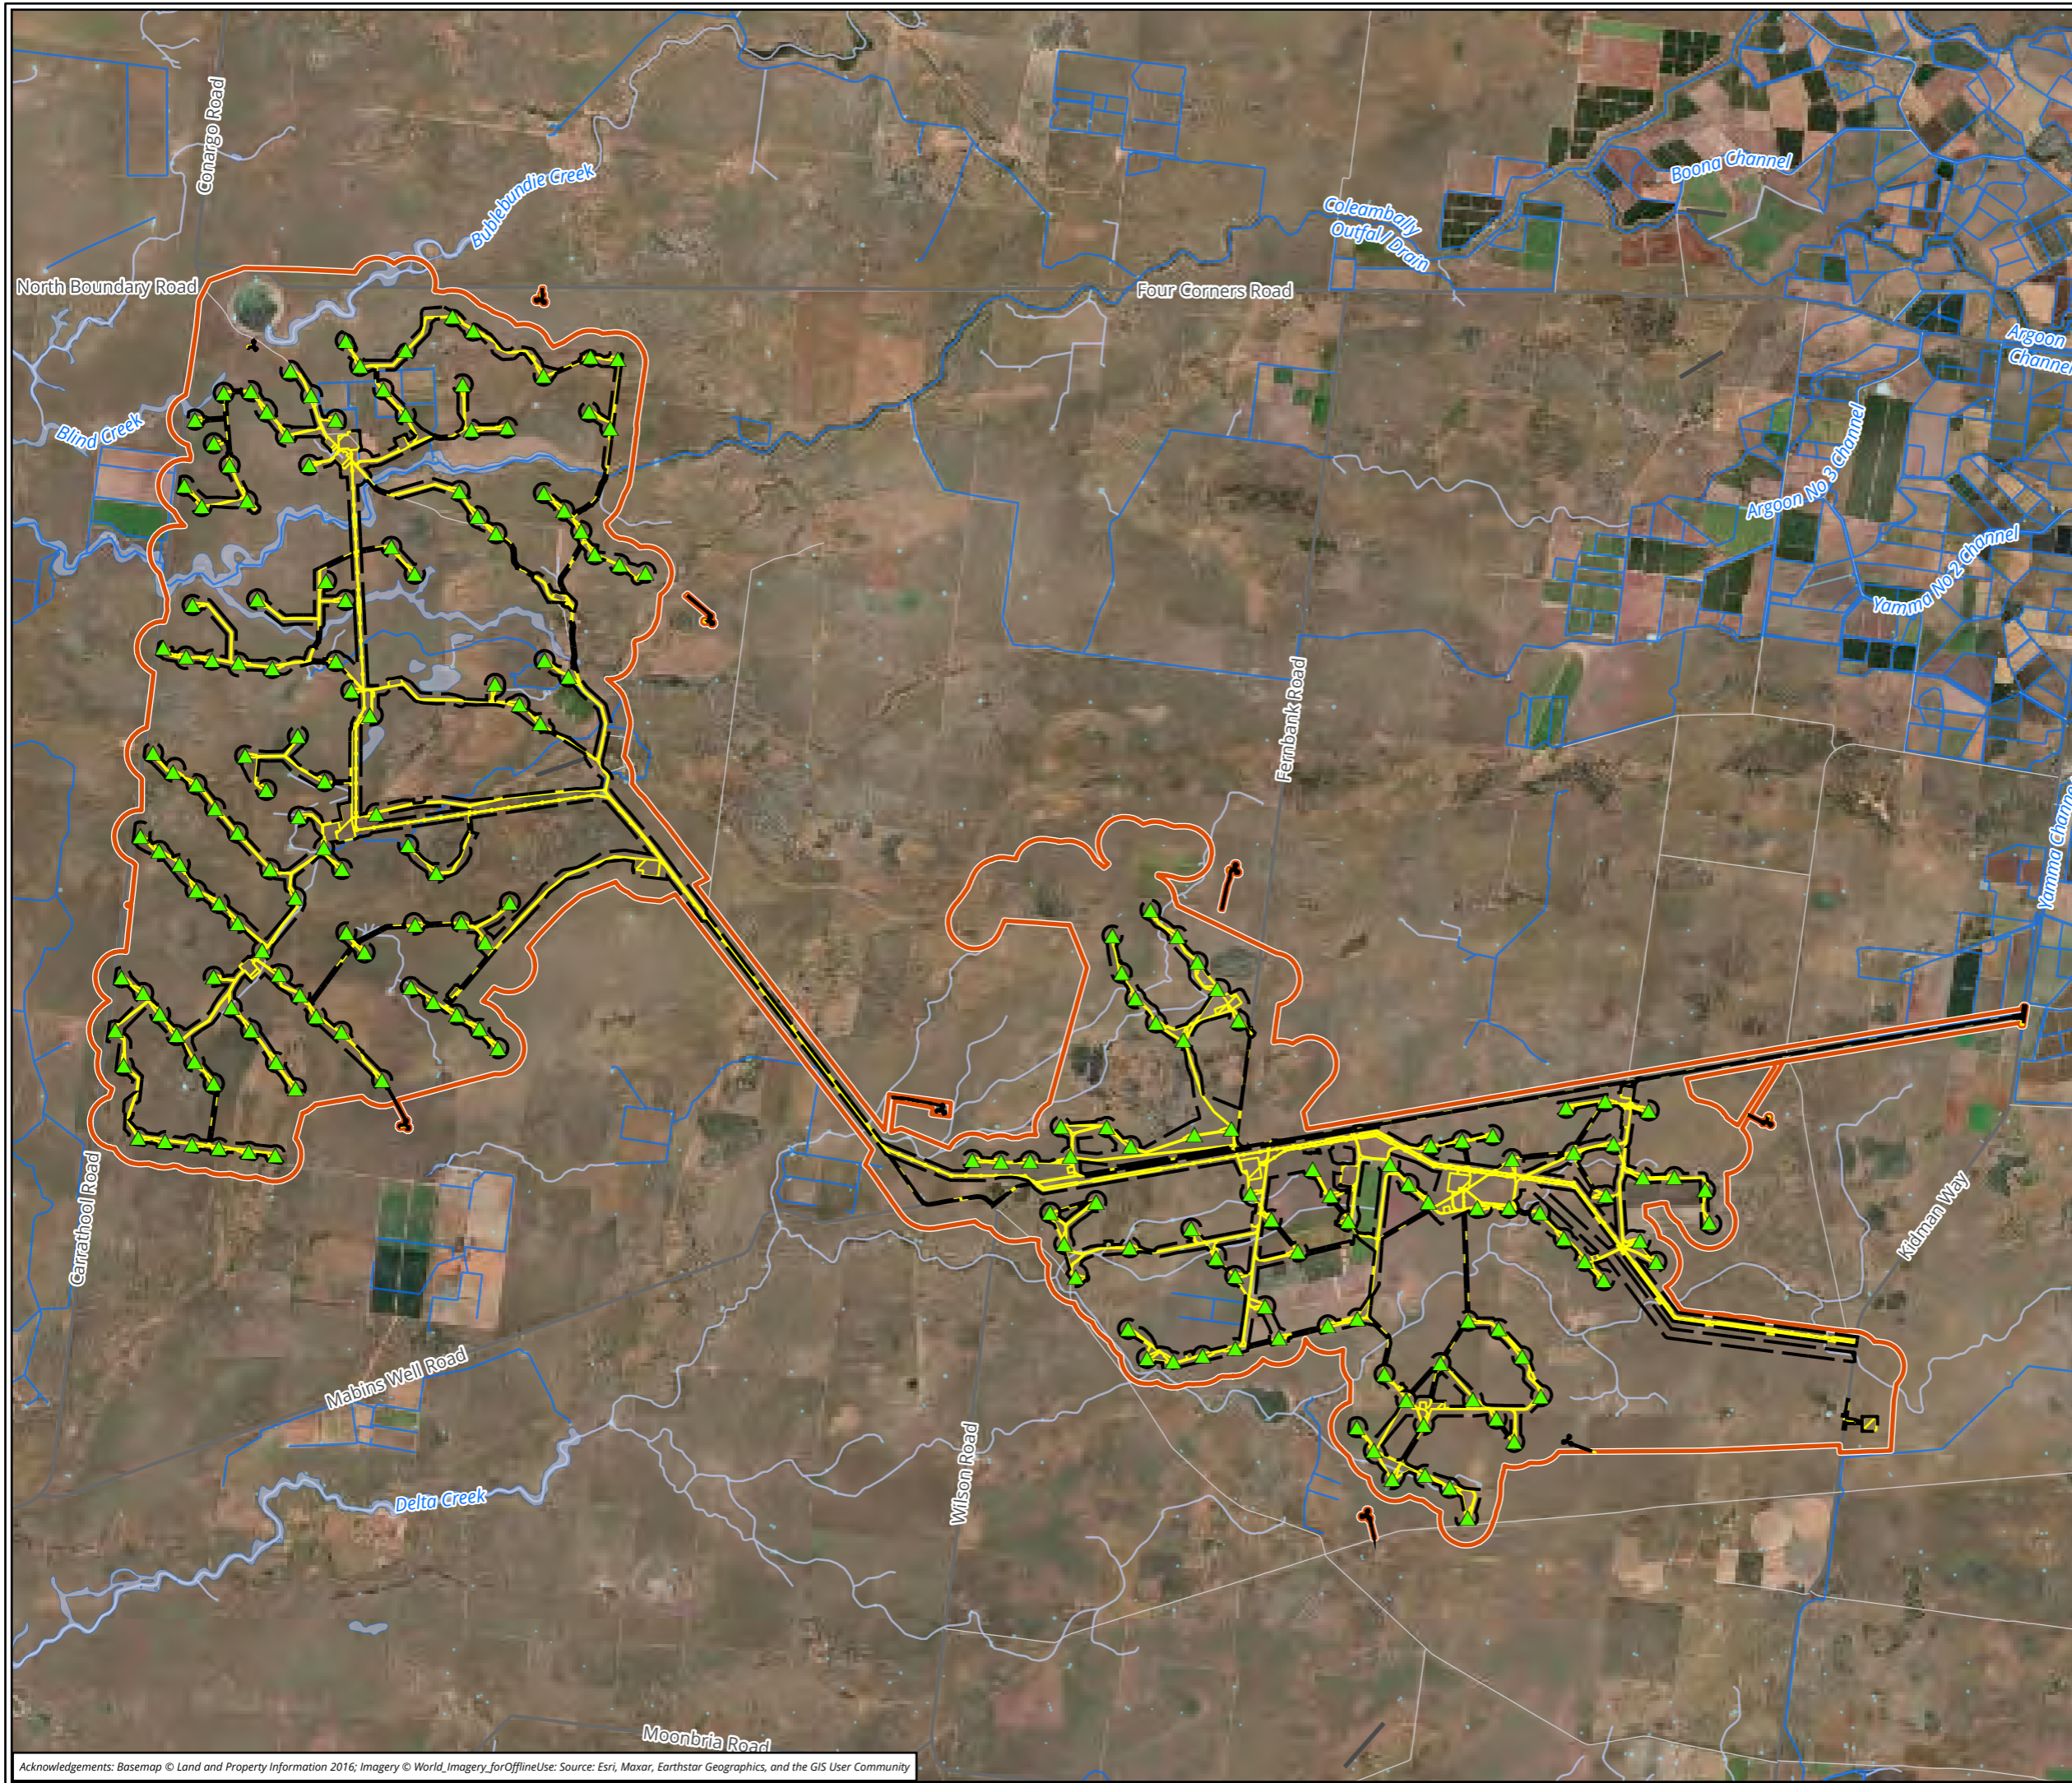 Conargo Road
Bublebundie Creek
Boona Channel
Coleambally
Outfall Drain
North Boundary Road
Four Corners Road
Argoon
Channel
Blind Creek
Argoon No 3 Channel
Yamma No 2 Channel
Fernbank Road
Yamma Channel
Carrathool Road
Kidman Way
Mabins Well Road
Wilson Road
Delta Creek
Moonbria Road
Acknowledgements: Basemap © Land and Property Information 2016; Imagery © World_Imagery_forOfflineUse: Source: Esri, Maxar, Earthstar Geographics, and the GIS User Community